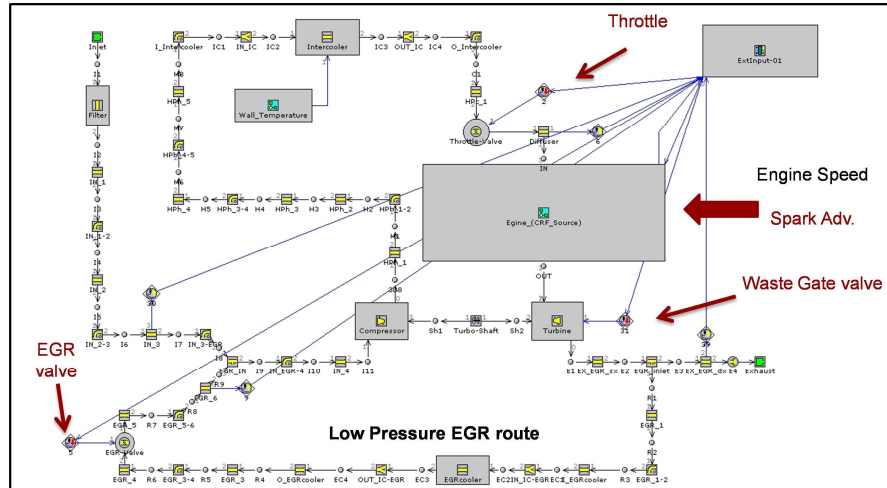 Throttle
Inlet
I_Intercooler
IC1
IN_IC
IC2
Intercooler
IC3
OUT_IC
IC4
O_Intercooler
ExtInput-01
I1
C1
HPh_5
HPc_1
2
Filter
Wall_Temperature
Throttle-Valve
Diffuser
6
I2
IN
IN_1
I3
HPh_4
H5
HPh_3-4
H4
HPh_3
H3
HPh_2
H2
HPh_1-2
Engine Speed
Spark Adv.
Egine_(CRF_Source)
IN_1-2
I4
IN_2
OUT
Waste Gate valve
Compressor
Sh1
Turbo-Shaft
Sh2
Turbine
31
IN_2-3
I6
IN_3
I7
IN_3-EGR
EGR
valve
I9
IN_EGR-4
I10
IN_4
I11
E1
EX_EGR_sx
E2
EGR_inlet
E3
EX_EGR_dx
E4
Exhaust
R9
EGR_6
9
R1
R8
EGR_5
R7
EGR_5-6
EGR_1
Low Pressure EGR route
5
EGR-Valve
R2
EGR_4
R6
EGR_3-4
R5
EGR_3
R4
O_EGRcooler
EC4
OUT_IC-EGR
EC3
EGRcooler
EC2
IN_IC-EGR
EC1
I_EGRcooler
R3
EGR_1-2